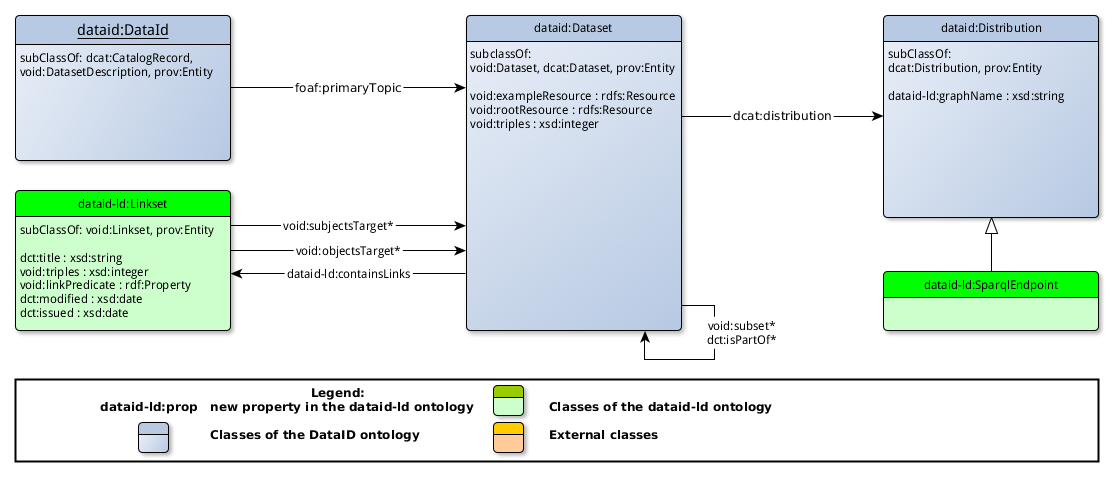 dataid:DataId
subClassOf: dcat:CatalogRecord,
void:DatasetDescription, prov:Entity
foaf:primaryTopic
dataid:Dataset
subclassOf:
void:Dataset, dcat:Dataset, prov:Entity
void:exampleResource : rdfs:Resource
void:rootResource : rdfs:Resource
void:triples : xsd:integer
dcat:distribution
dataid:Distribution
subClassOf:
dcat:Distribution, prov:Entity
dataid-ld:graphName : xsd:string
dataid-ld:Linkset
subClassOf: void:Linkset, prov:Entity
dct:title : xsd:string
void:triples : xsd:integer
void:linkPredicate : rdf:Property
dct:modified : xsd:date
dct:issued : xsd:date
void:subjectsTarget*
void:objectsTarget*
dataid-ld:containsLinks
void:subset*
dct:isPartOf*
dataid-ld:SparqlEndpoint
Legend:
dataid-ld:prop new property in the dataid-ld ontology
Classes of the dataid-ld ontology
Classes of the DataID ontology
External classes